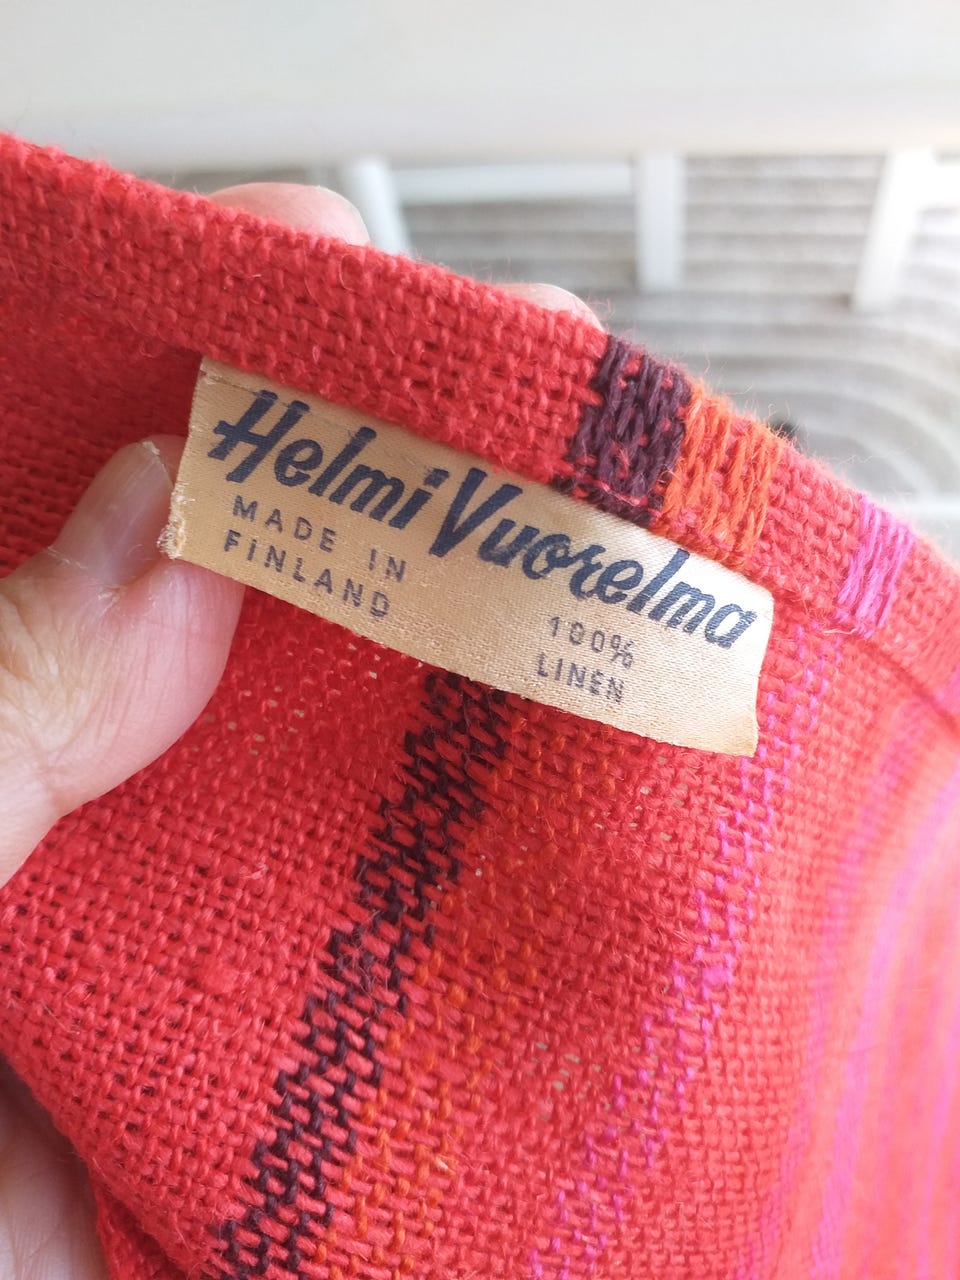 Helmi Vuorelma
MADE IN
FINLAND
100%
LINEN